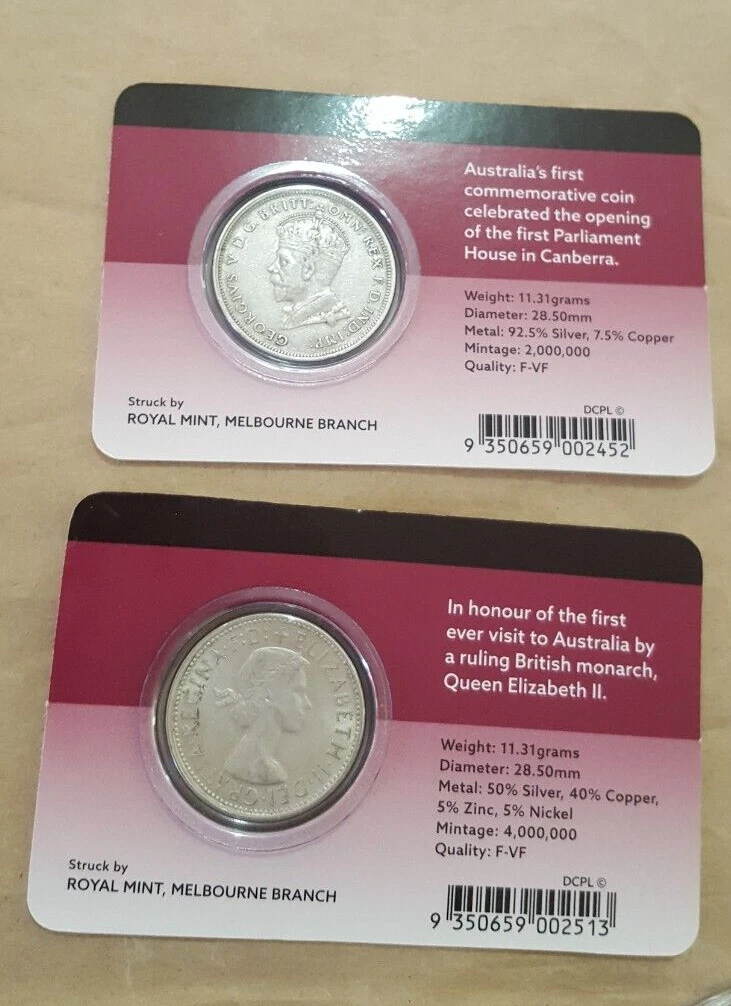 GEORGIVS V D.G. BRITT: OMN: REX F.D. IND: IMP:
Australia's first
commemorative coin
celebrated the opening
of the first Parliament
House in Canberra.
Weight: 11.31grams
Diameter: 28.50mm
Metal: 92.5% Silver, 7.5% Copper
Mintage: 2,000,000
Quality: F-VF
Struck by
ROYAL MINT, MELBOURNE BRANCH
DCPL ©
9 350659 002452
+ ELIZABETH II DEI GRATIA REGINA F:D:
In honour of the first
ever visit to Australia by
a ruling British monarch,
Queen Elizabeth II.
Weight: 11.31grams
Diameter: 28.50mm
Metal: 50% Silver, 40% Copper,
5% Zinc, 5% Nickel
Mintage: 4,000,000
Quality: F-VF
Struck by
ROYAL MINT, MELBOURNE BRANCH
DCPL ©
9 350659 002513